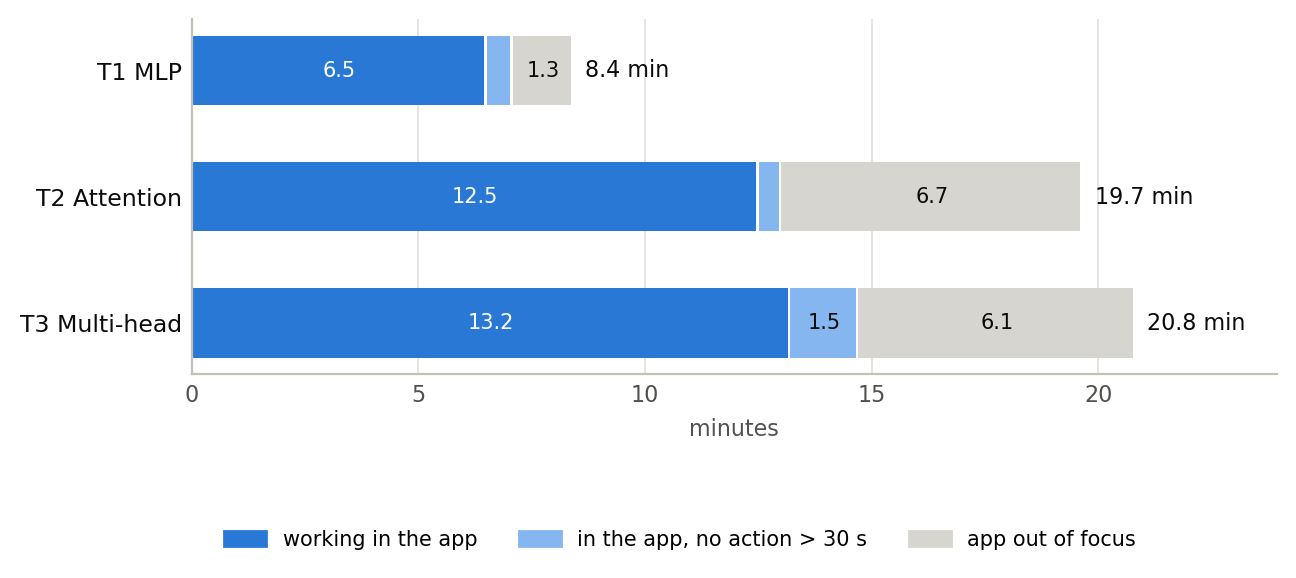 T1 MLP 6.5 1.3 8.4 min
T2 Attention 12.5 6.7 19.7 min
T3 Multi-head 13.2 1.5 6.1 20.8 min
0 5 10 15 20
minutes
working in the app in the app, no action > 30 s app out of focus